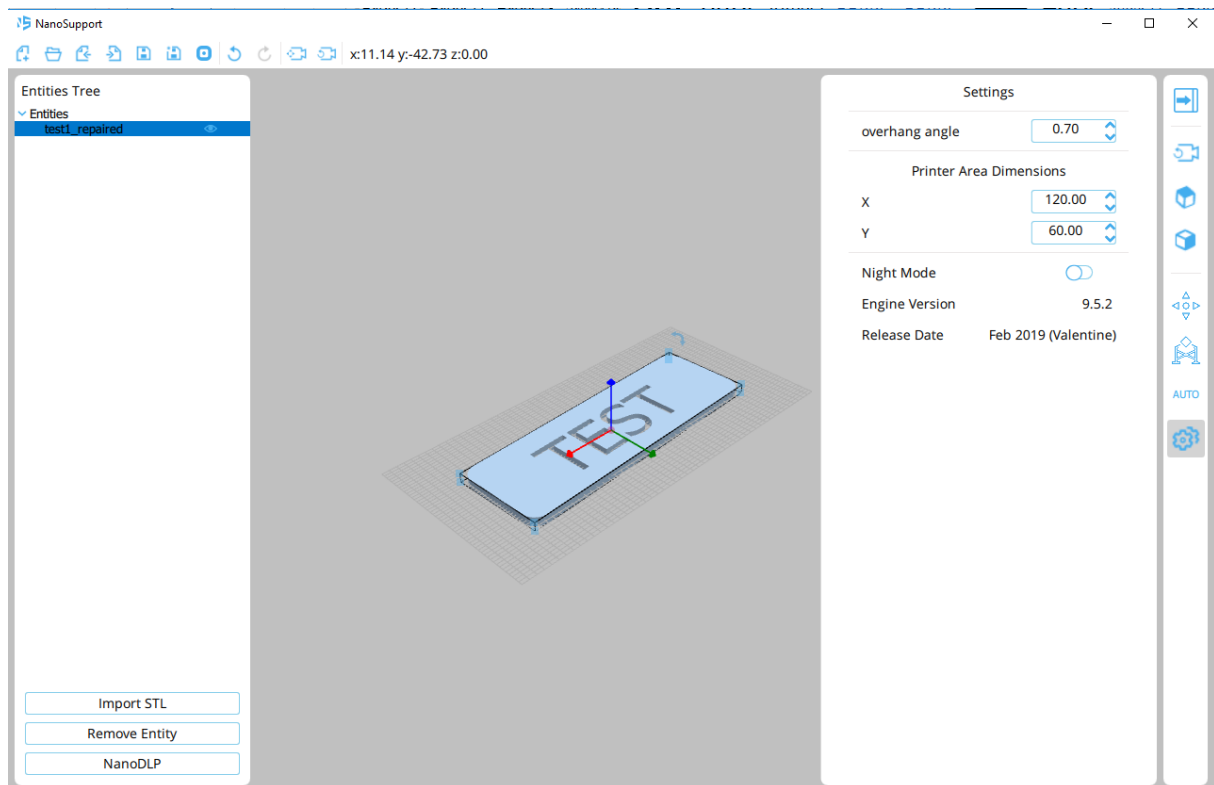 NanoSupport
x:11.14 y:-42.73 z:0.00
Entities Tree
Entities
test1_repaired
Import STL
Remove Entity
NanoDLP
TEST
Settings
overhang angle 0.70
Printer Area Dimensions
X 120.00
Y 60.00
Night Mode
Engine Version 9.5.2
Release Date Feb 2019 (Valentine)
AUTO